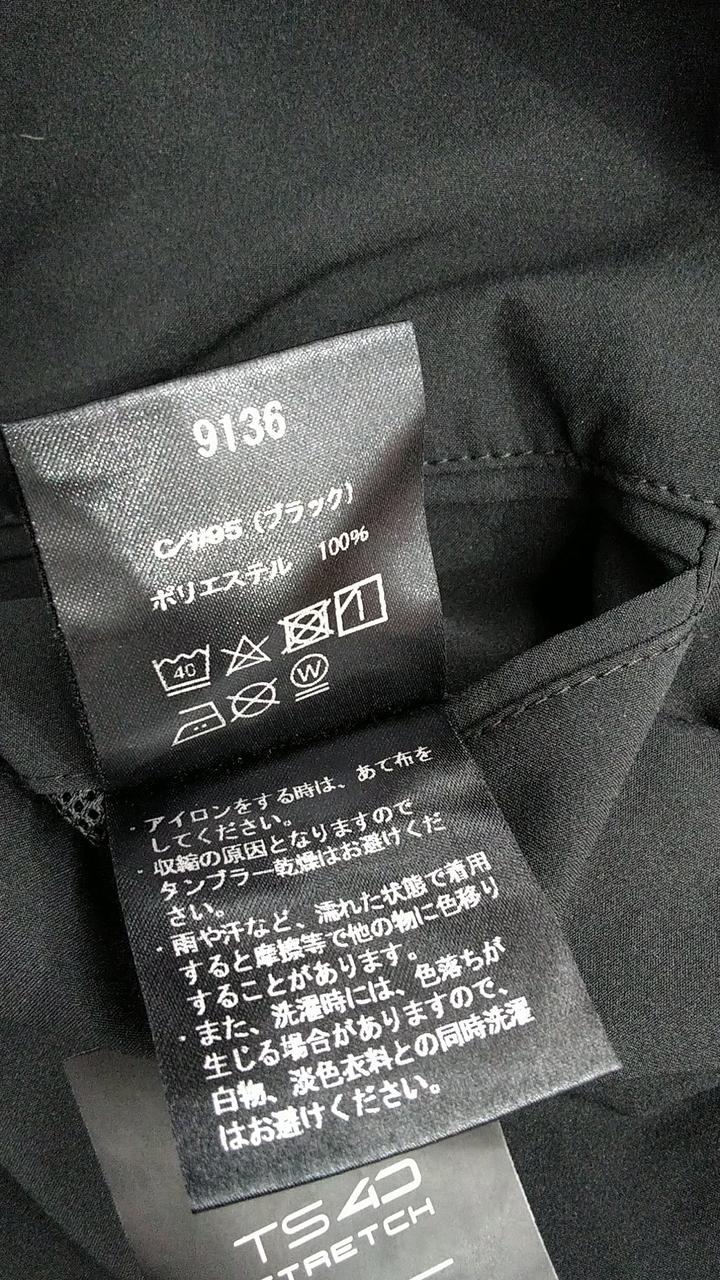 9136
C/#95 (ブラック)
ポリエステル 100%
40
W
・アイロンをする時は、あて布を
してください。
・収縮の原因となりますので
タンブラー乾燥はお避けくだ
さい。
・雨や汗など、濡れた状態で着用
すると摩擦等で他の物に色移り
することがあります。
・また、洗濯時には、色落ちが
生じる場合がありますので、
白物、淡色衣料との同時洗濯
はお避けください。
TS 4D
STRETCH